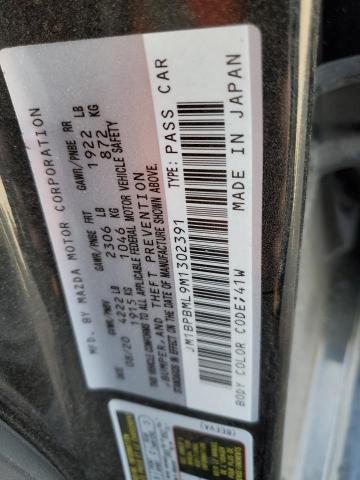 MFD BY MAZDA MOTOR CORPORATION
DATE GVWR/PNBV GAWR/PNBE FRT GAWR/PNBE RR
08/20 4222 LB 2306 LB 1922 LB
1915 KG 1046 KG 872 KG
THIS VEHICLE CONFORMS TO ALL APPLICABLE FEDERAL MOTOR VEHICLE SAFETY,
BUMPER, AND THEFT PREVENTION
STANDARDS IN EFFECT ON THE DATE OF MANUFACTURE SHOWN ABOVE.
JM1BPBML9M1302391 TYPE: PASS CAR
BODY COLOR CODE:41W MADE IN JAPAN